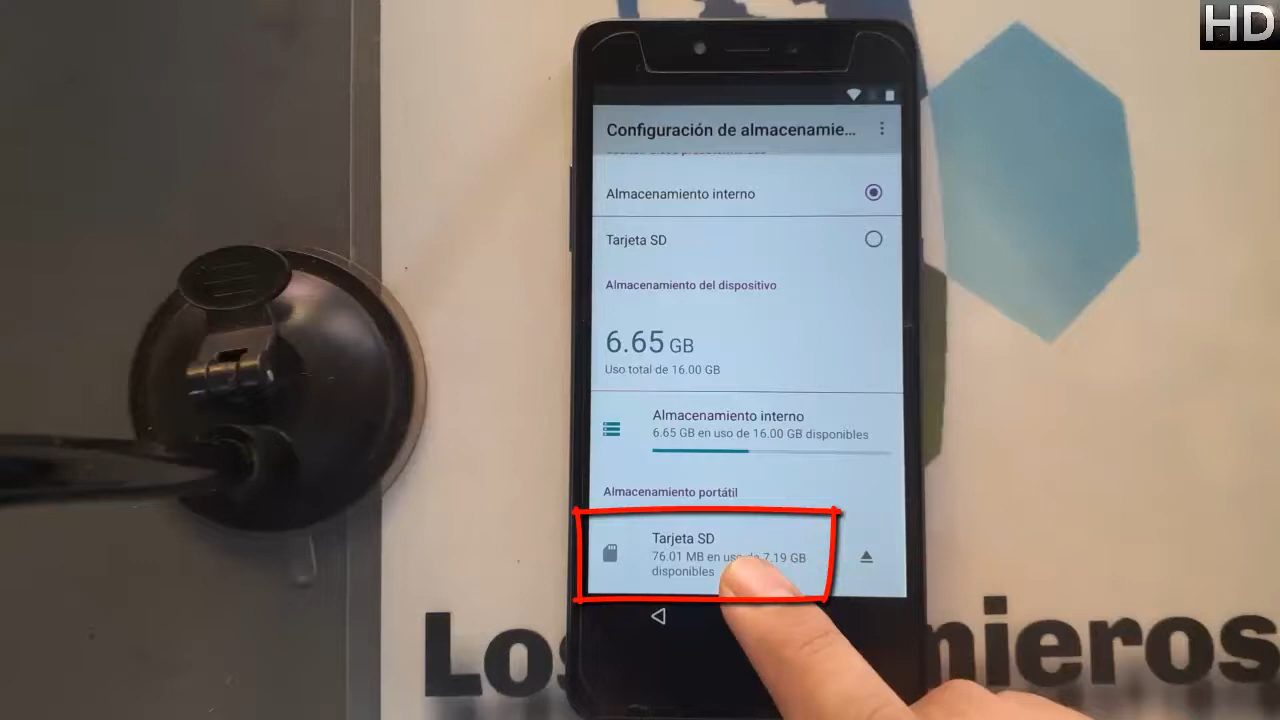 HD
Configuración de almacenamie...
Almacenamiento interno
Tarjeta SD
Almacenamiento del dispositivo
6.65 GB
Uso total de 16.00 GB
Almacenamiento interno
6.65 GB en uso de 16.00 GB disponibles
Almacenamiento portátil
Tarjeta SD
76.01 MB en uso de 7.19 GB
disponibles
Los nieros